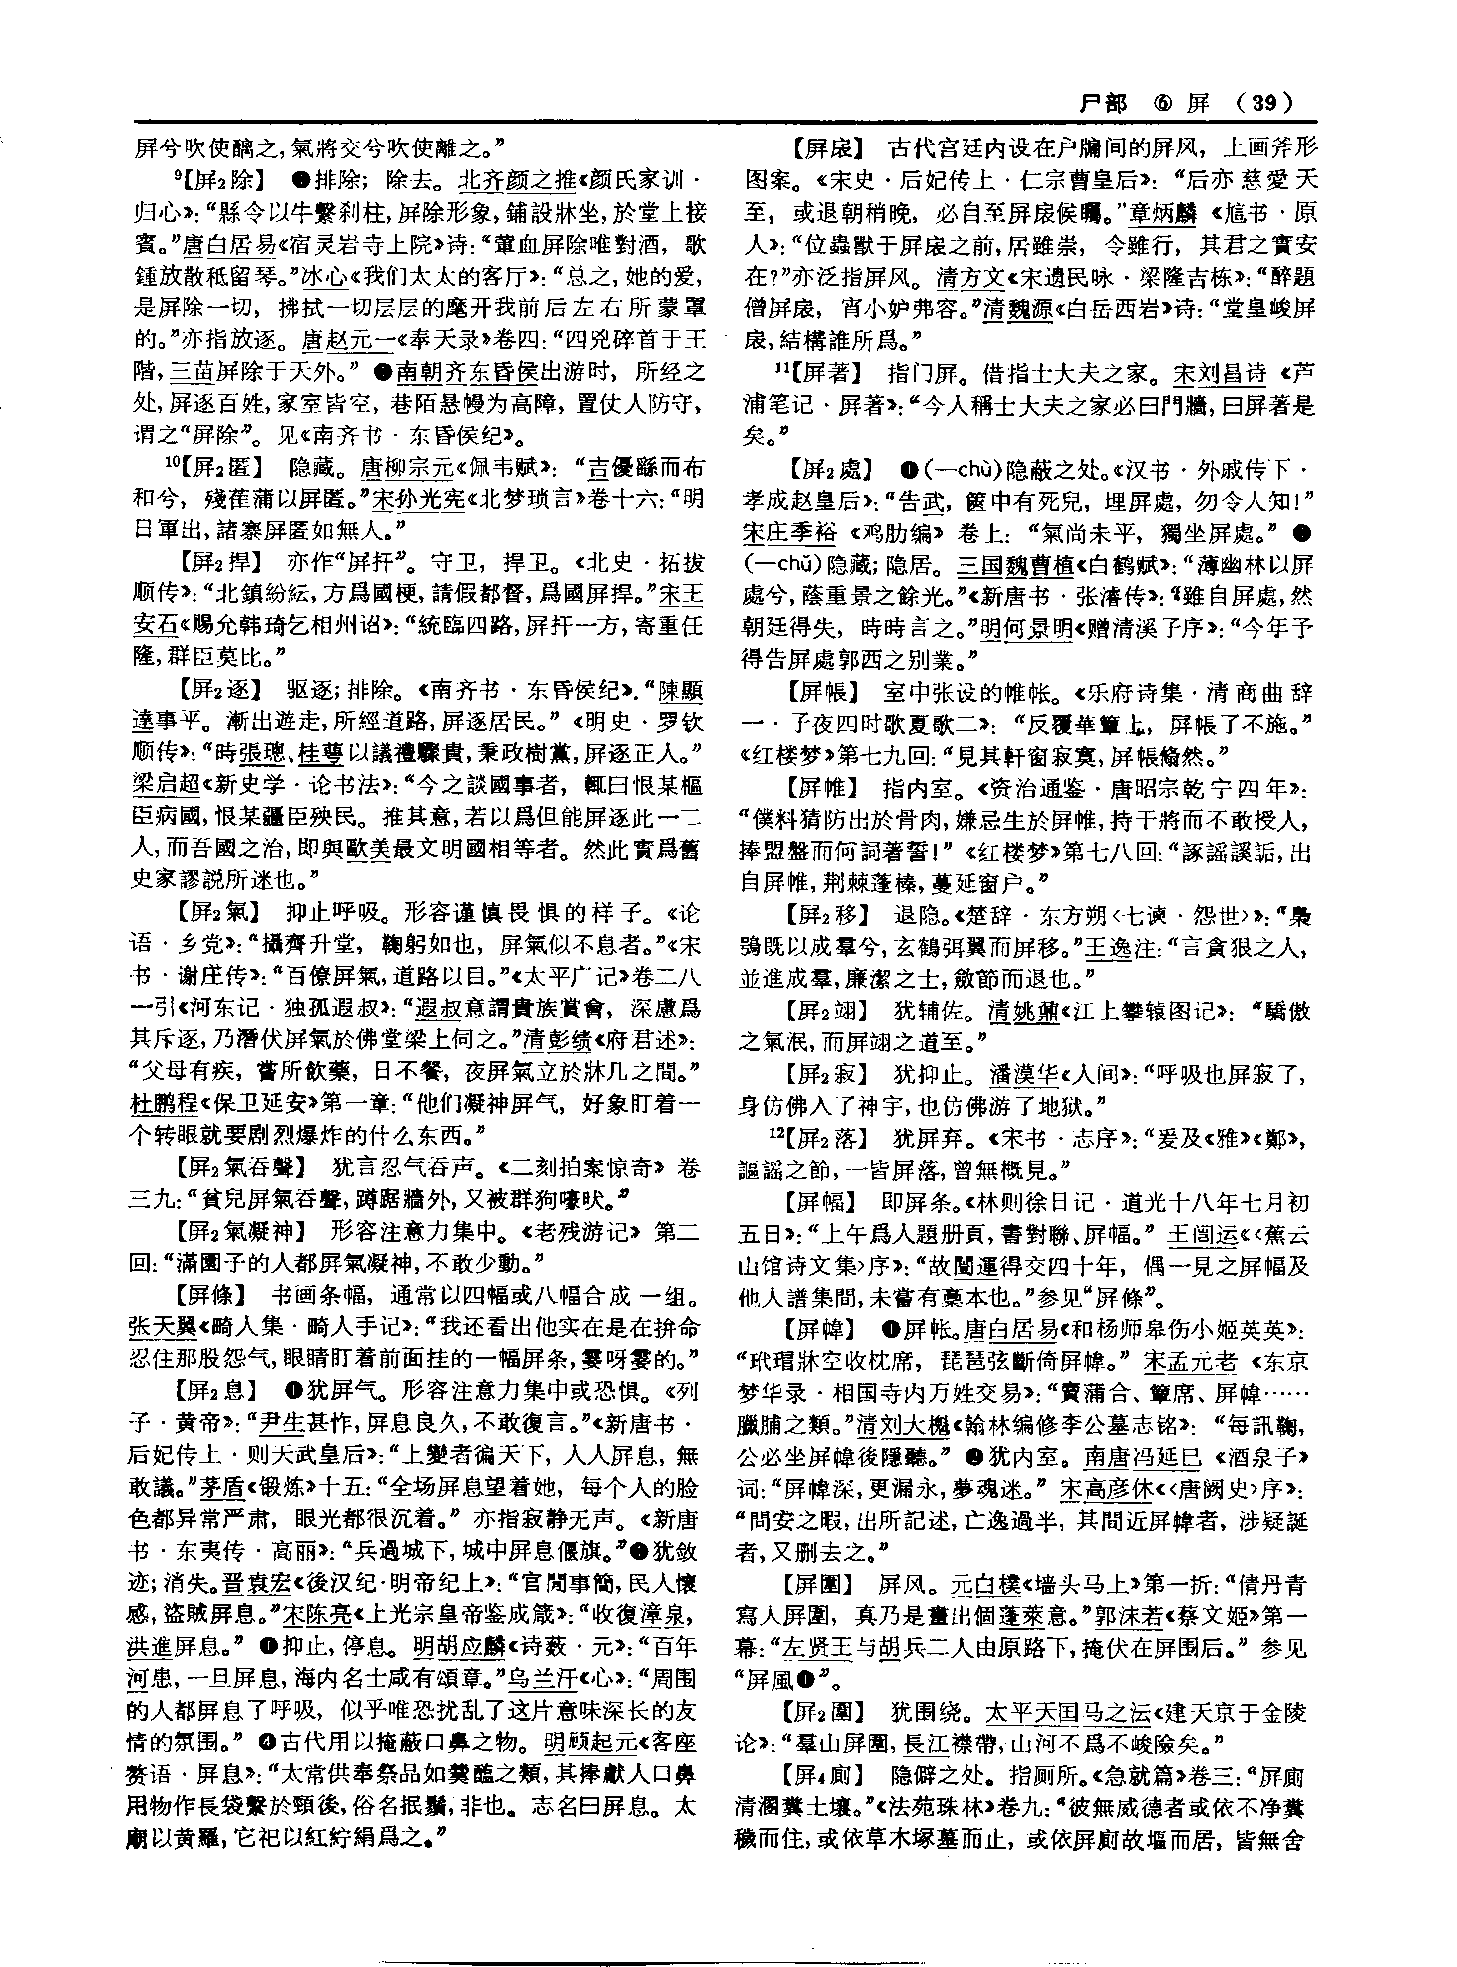 尸部 ⑥ 屏 (39)
屏兮吹使醨之,氣將交兮吹使離之。”
⁹【屏₂除】 ❶排除; 除去。北齐颜之推《颜氏家训·
归心》:“縣令以牛繫刹柱,屏除形象,鋪設牀坐,於堂上接
賓。”唐白居易《宿灵岩寺上院》诗:“葷血屏除唯對酒, 歌
鍾放散秪留琴。”冰心《我们太太的客厅》:“总之,她的爱,
是屏除一切, 拂拭一切层层的麾开我前后左右所蒙罩
的。”亦指放逐。唐赵元一《奉天录》卷四:“四兇碎首于王
階,三苗屏除于天外。” ❷南朝齐东昏侯出游时, 所经之
处,屏逐百姓,家室皆空, 巷陌悬幔为高障, 置仗人防守,
谓之“屏除”。见《南齐书·东昏侯纪》。
¹⁰【屏₂匿】 隐藏。唐柳宗元《佩韦赋》: “吉優繇而布
和兮, 殘萑蒲以屏匿。”宋孙光宪《北梦琐言》卷十六:“明
日軍出,諸寨屏匿如無人。”
【屏₂捍】 亦作“屏扞”。守卫, 捍卫。《北史·拓拔
顺传》:“北鎮紛紜,方爲國梗,請假都督,爲國屏捍。”宋王
安石《赐允韩琦乞相州诏》:“統臨四路,屏扞一方,寄重任
隆,群臣莫比。”
【屏₂逐】 驱逐;排除。《南齐书·东昏侯纪》:“陳顯
達事平。漸出遊走,所經道路,屏逐居民。”《明史·罗钦
顺传》:“時張璁、桂萼以議禮驟貴,秉政樹黨,屏逐正人。”
梁启超《新史学·论书法》:“今之談國事者, 輒曰恨某樞
臣病國,恨某疆臣殃民。推其意,若以爲但能屏逐此一二
人,而吾國之治,即與歐美最文明國相等者。然此實爲舊
史家謬説所迷也。”
【屏₂氣】 抑止呼吸。形容谨慎畏惧的样子。《论
语·乡党》:“攝齊升堂, 鞠躬如也, 屏氣似不息者。”《宋
书·谢庄传》:“百僚屏氣,道路以目。”《太平广记》卷二八
一引《河东记·独孤遐叔》:“遐叔意謂貴族賞會, 深慮爲
其斥逐,乃潛伏屏氣於佛堂梁上伺之。”清彭绩《府君述》:
“父母有疾, 嘗所飲藥, 日不餐, 夜屏氣立於牀几之間。”
杜鹏程《保卫延安》第一章:“他们凝神屏气, 好象盯着一
个转眼就要剧烈爆炸的什么东西。”
【屏₂氣吞聲】 犹言忍气吞声。《二刻拍案惊奇》卷
三九:“貧兒屏氣吞聲,蹲踞牆外,又被群狗嚎吠。”
【屏₂氣凝神】 形容注意力集中。《老残游记》第二
回:“滿園子的人都屏氣凝神,不敢少動。”
【屏條】 书画条幅, 通常以四幅或八幅合成一组。
张天翼《畸人集·畸人手记》:“我还看出他实在是在拚命
忍住那股怨气,眼睛盯着前面挂的一幅屏条,霎呀霎的。”
【屏₂息】 ❶犹屏气。形容注意力集中或恐惧。《列
子·黄帝》:“尹生甚怍,屏息良久,不敢復言。”《新唐书·
后妃传上·则天武皇后》:“上變者徧天下, 人人屏息, 無
敢議。”茅盾《锻炼》十五:“全场屏息望着她, 每个人的脸
色都异常严肃, 眼光都很沉着。” 亦指寂静无声。《新唐
书·东夷传·高丽》:“兵過城下,城中屏息偃旗。”❷犹敛
迹;消失。晋袁宏《後汉纪·明帝纪上》:“官閒事簡,民人懷
感,盜賊屏息。”宋陈亮《上光宗皇帝鉴成箴》:“收復漳泉,
洪進屏息。” ❸抑止,停息。明胡应麟《诗薮·元》:“百年
河患,一旦屏息,海内名士咸有頌章。”乌兰汗《心》:“周围
的人都屏息了呼吸, 似乎唯恐扰乱了这片意味深长的友
情的氛围。” ❹古代用以掩蔽口鼻之物。明顾起元《客座
赘语·屏息》:“太常供奉祭品如羹醢之類,其捧獻人口鼻
用物作長袋繫於頸後,俗名抿鬚,非也。志名曰屏息。太
廟以黄羅,它祀以紅紵絹爲之。”
【屏扆】 古代宫廷内设在户牖间的屏风, 上画斧形
图案。《宋史·后妃传上·仁宗曹皇后》:“后亦慈愛天
至, 或退朝稍晚, 必自至屏扆候矚。”章炳麟《訄书·原
人》:“位蟲獸于屏扆之前,居雖崇, 令雖行, 其君之實安
在?”亦泛指屏风。清方文《宋遗民咏·梁隆吉栋》:“醉題
僧屏扆, 宵小妒弗容。”清魏源《白岳西岩》诗:“堂皇峻屏
扆,結構誰所爲。”
¹¹【屏著】 指门屏。借指士大夫之家。宋刘昌诗《芦
浦笔记·屏著》:“今人稱士大夫之家必曰門牆,曰屏著是
矣。”
【屏₂處】 ❶(—chù)隐蔽之处。《汉书·外戚传下·
孝成赵皇后》:“告武, 篋中有死兒, 埋屏處, 勿令人知!”
宋庄季裕《鸡肋编》卷上:“氣尚未平, 獨坐屏處。” ❷
(—chǔ)隐藏;隐居。三国魏曹植《白鹤赋》:“薄幽林以屏
處兮,蔭重景之餘光。”《新唐书·张濬传》:“雖自屏處,然
朝廷得失, 時時言之。”明何景明《赠清溪子序》:“今年予
得告屏處郭西之别業。”
【屏帳】 室中张设的帷帐。《乐府诗集·清商曲辞
一·子夜四时歌夏歌二》: “反覆華簟上, 屏帳了不施。”
《红楼梦》第七九回:“見其軒窗寂寞,屏帳翛然。”
【屏帷】 指内室。《资治通鉴·唐昭宗乾宁四年》:
“僕料猜防出於骨肉,嫌忌生於屏帷,持干將而不敢授人,
捧盟盤而何詞著誓!”《红楼梦》第七八回:“諑謡謑詬,出
自屏帷,荆棘蓬榛,蔓延窗户。”
【屏₂移】 退隐。《楚辞·东方朔〈七谏·怨世〉》:“梟
鴞既以成羣兮,玄鶴弭翼而屏移。”王逸注:“言貪狠之人,
並進成羣,廉潔之士,斂節而退也。”
【屏₂翊】 犹辅佐。清姚鼐《江上攀辕图记》: “驕傲
之氣泯,而屏翊之道至。”
【屏₂寂】 犹抑止。潘漠华《人间》:“呼吸也屏寂了,
身仿佛入了神宇,也仿佛游了地狱。”
¹²【屏₂落】 犹屏弃。《宋书·志序》:“爰及《雅》《鄭》,
謳謡之節,一皆屏落,曾無概見。”
【屏幅】 即屏条。《林则徐日记·道光十八年七月初
五日》:“上午爲人題册頁,書對聯、屏幅。” 王闿运《〈蕉云
山馆诗文集〉序》:“故闓運得交四十年, 偶一見之屏幅及
他人譜集間,未嘗有藁本也。”参见“屏條”。
【屏幃】 ❶屏帐。唐白居易《和杨师皋伤小姬英英》:
“玳瑁牀空收枕席, 琵琶弦斷倚屏幃。” 宋孟元老《东京
梦华录·相国寺内万姓交易》:“賣蒲合、簟席、屏幃……
臘脯之類。”清刘大櫆《翰林编修李公墓志铭》: “每訊鞠,
公必坐屏幃後隱聽。” ❷犹内室。南唐冯延巳《酒泉子》
词:“屏幃深,更漏永,夢魂迷。” 宋高彦休《〈唐阙史〉序》:
“問安之暇,出所記述,亡逸過半,其間近屏幃者, 涉疑誕
者,又删去之。”
【屏圍】 屏风。元白樸《墙头马上》第一折:“倩丹青
寫入屏圍, 真乃是畫出個蓬萊意。”郭沫若《蔡文姬》第一
幕:“左贤王与胡兵二人由原路下,掩伏在屏围后。” 参见
“屏風❶”。
【屏₂圍】 犹围绕。太平天囯马之沄《建天京于金陵
论》:“羣山屏圍,長江襟帶,山河不爲不峻險矣。”
【屏₄廁】 隐僻之处。指厕所。《急就篇》卷三:“屏廁
清溷糞土壤。”《法苑珠林》卷九:“彼無威德者或依不净糞
穢而住,或依草木塚墓而止, 或依屏廁故塸而居, 皆無舍